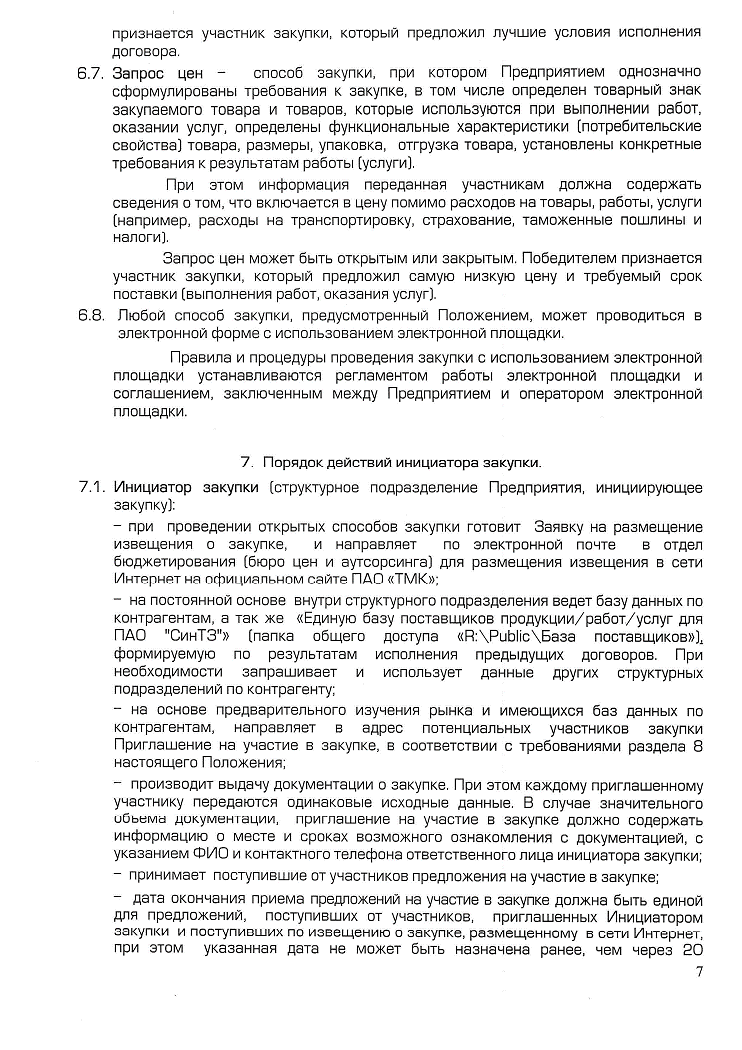 признается участник закупки, который предложил лучшие условия исполнения
договора.
6.7. Запрос цен – способ закупки, при котором Предприятием однозначно
сформулированы требования к закупке, в том числе определен товарный знак
закупаемого товара и товаров, которые используются при выполнении работ,
оказании услуг, определены функциональные характеристики (потребительские
свойства) товара, размеры, упаковка, отгрузка товара, установлены конкретные
требования к результатам работы (услуги).
При этом информация переданная участникам должна содержать
сведения о том, что включается в цену помимо расходов на товары, работы, услуги
(например, расходы на транспортировку, страхование, таможенные пошлины и
налоги).
Запрос цен может быть открытым или закрытым. Победителем признается
участник закупки, который предложил самую низкую цену и требуемый срок
поставки (выполнения работ, оказания услуг).
6.8. Любой способ закупки, предусмотренный Положением, может проводиться в
электронной форме с использованием электронной площадки.
Правила и процедуры проведения закупки с использованием электронной
площадки устанавливаются регламентом работы электронной площадки и
соглашением, заключенным между Предприятием и оператором электронной
площадки.
7. Порядок действий инициатора закупки.
7.1. Инициатор закупки (структурное подразделение Предприятия, инициирующее
закупку):
– при проведении открытых способов закупки готовит Заявку на размещение
извещения о закупке, и направляет по электронной почте в отдел
бюджетирования (бюро цен и аутсорсинга) для размещения извещения в сети
Интернет на официальном сайте ПАО «ТМК»;
– на постоянной основе внутри структурного подразделения ведет базу данных по
контрагентам, а так же «Единую базу поставщиков продукции/работ/услуг для
ПАО "СинТЗ"» (папка общего доступа «R:\Public\База поставщиков»),
формируемую по результатам исполнения предыдущих договоров. При
необходимости запрашивает и использует данные других структурных
подразделений по контрагенту;
– на основе предварительного изучения рынка и имеющихся баз данных по
контрагентам, направляет в адрес потенциальных участников закупки
Приглашение на участие в закупке, в соответствии с требованиями раздела 8
настоящего Положения;
– производит выдачу документации о закупке. При этом каждому приглашенному
участнику передаются одинаковые исходные данные. В случае значительного
объема документации, приглашение на участие в закупке должно содержать
информацию о месте и сроках возможного ознакомления с документацией, с
указанием ФИО и контактного телефона ответственного лица инициатора закупки;
– принимает поступившие от участников предложения на участие в закупке;
– дата окончания приема предложений на участие в закупке должна быть единой
для предложений, поступивших от участников, приглашенных Инициатором
закупки и поступивших по извещению о закупке, размещенному в сети Интернет,
при этом указанная дата не может быть назначена ранее, чем через 20
7